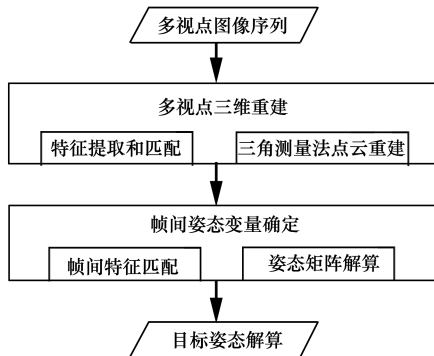 多视点图像序列
多视点三维重建
特征提取和匹配
三角测量法点云重建
帧间姿态变量确定
帧间特征匹配
姿态矩阵解算
目标姿态解算